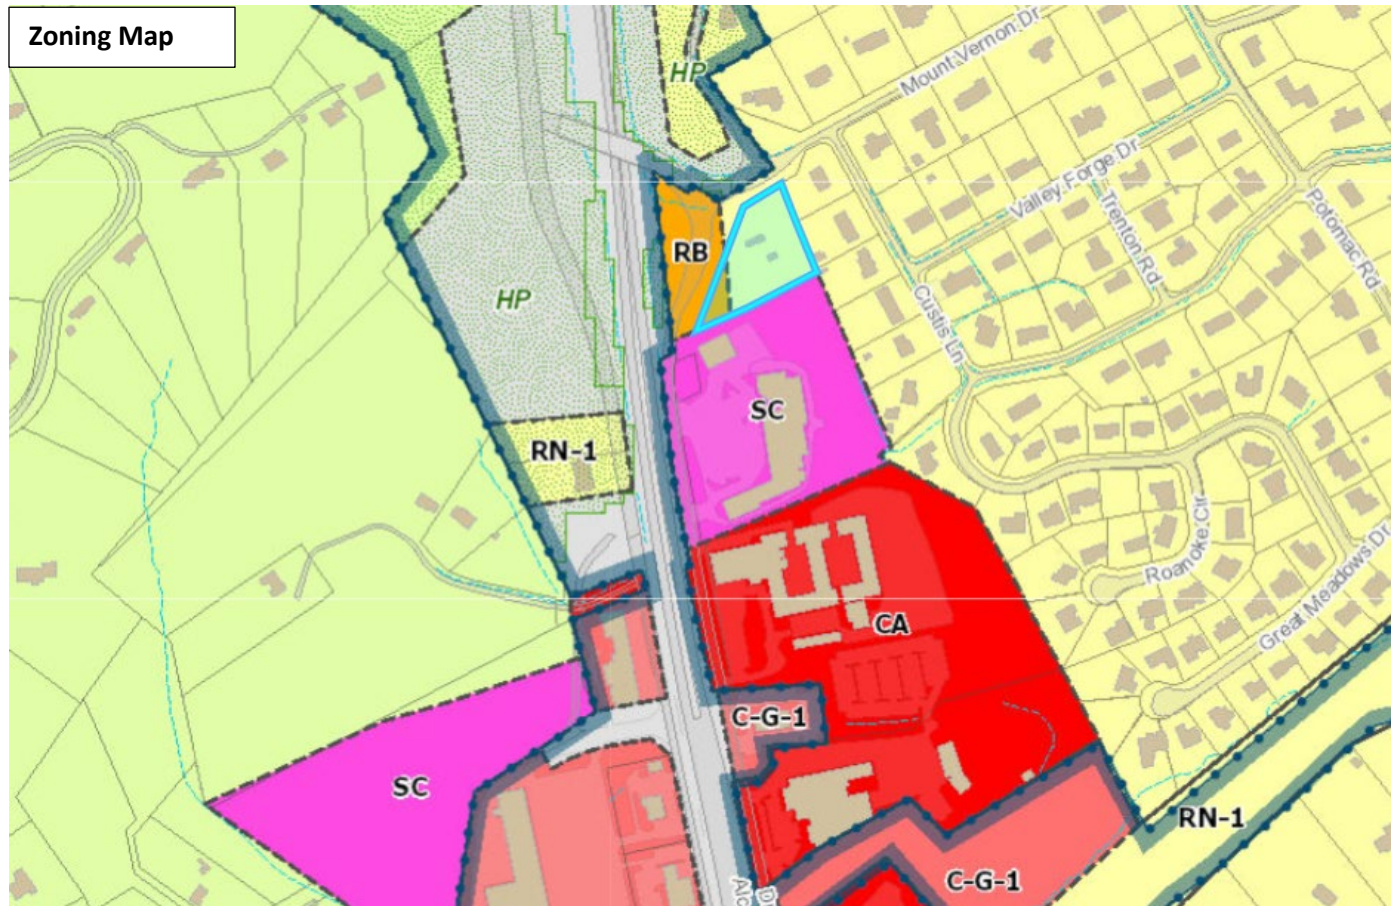 Zoning Map
Mount Vernon Dr
HP
Valley Forge Dr
Trenton Rd
Potomac Rd
RB
HP
Custis Ln
SC
RN-1
Roanoke Cir
Great Meadows Dr
CA
C-G-1
SC
RN-1
C-G-1